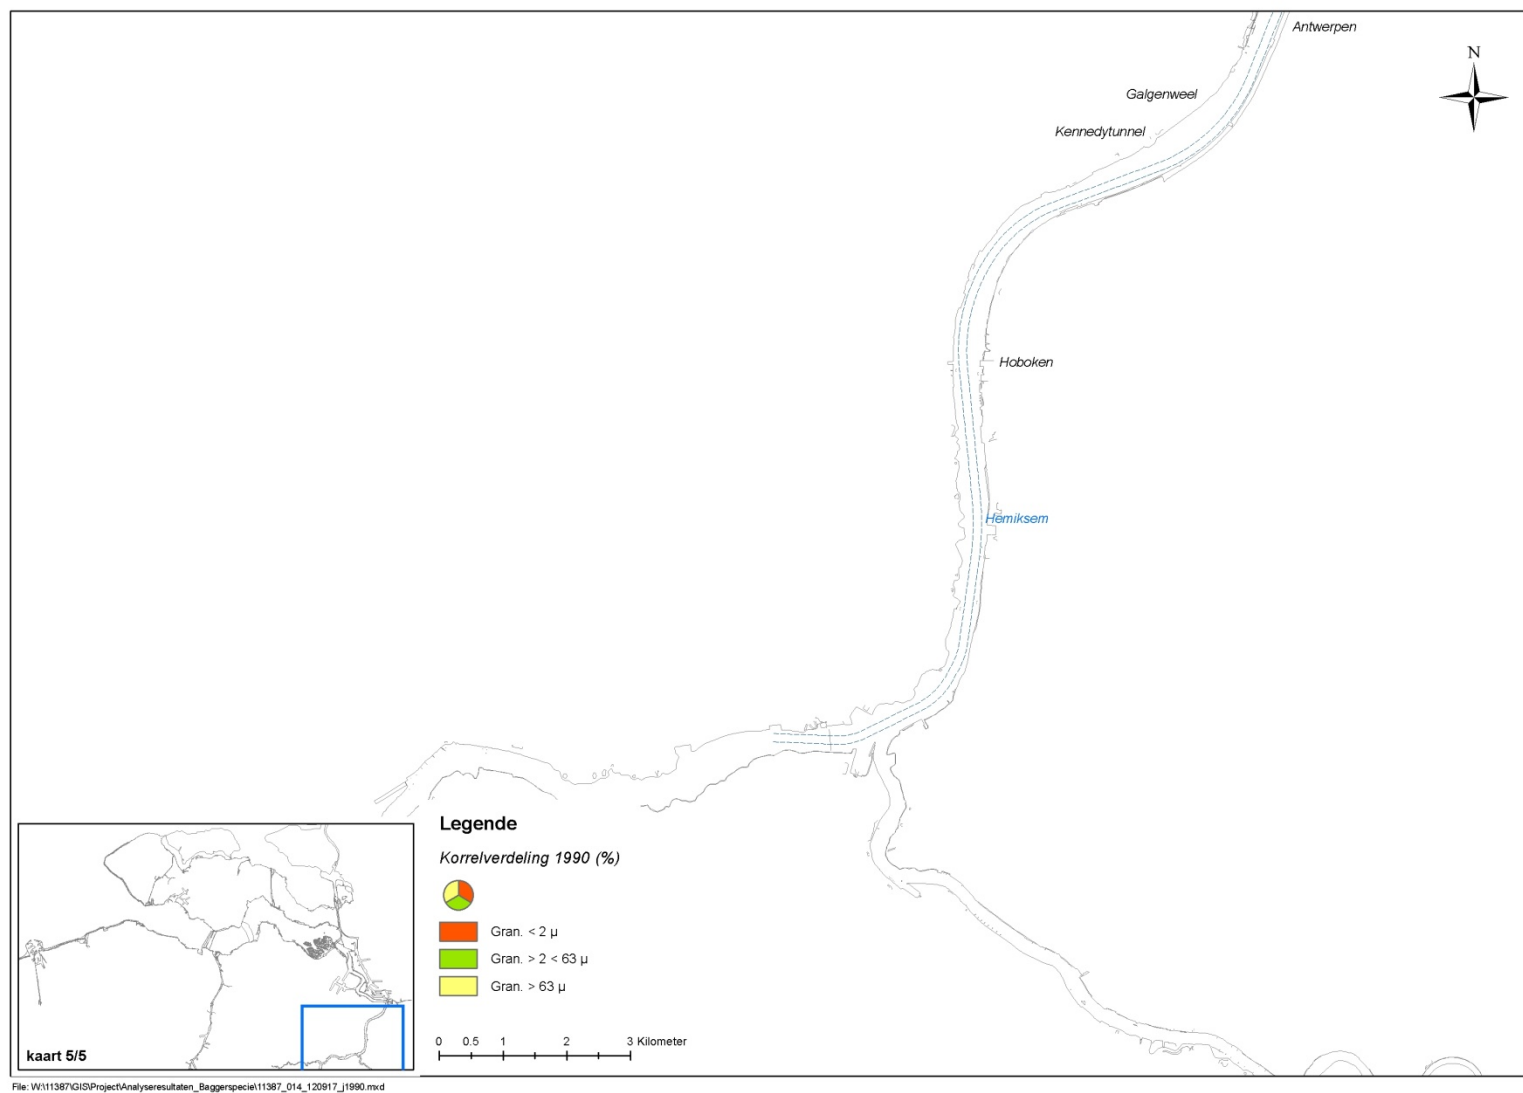 Antwerpen
N
Galgenweel
Kennedytunnel
Hoboken
Hemiksem
Legende
Korrelverdeling 1990 (%)
Gran. < 2 µ
Gran. > 2 < 63 µ
Gran. > 63 µ
0 0.5 1 2 3 Kilometer
kaart 5/5
File: W:\11387\GIS\Project\Analyseresultaten_Baggerspecie\11387_014_120917_j1990.mxd